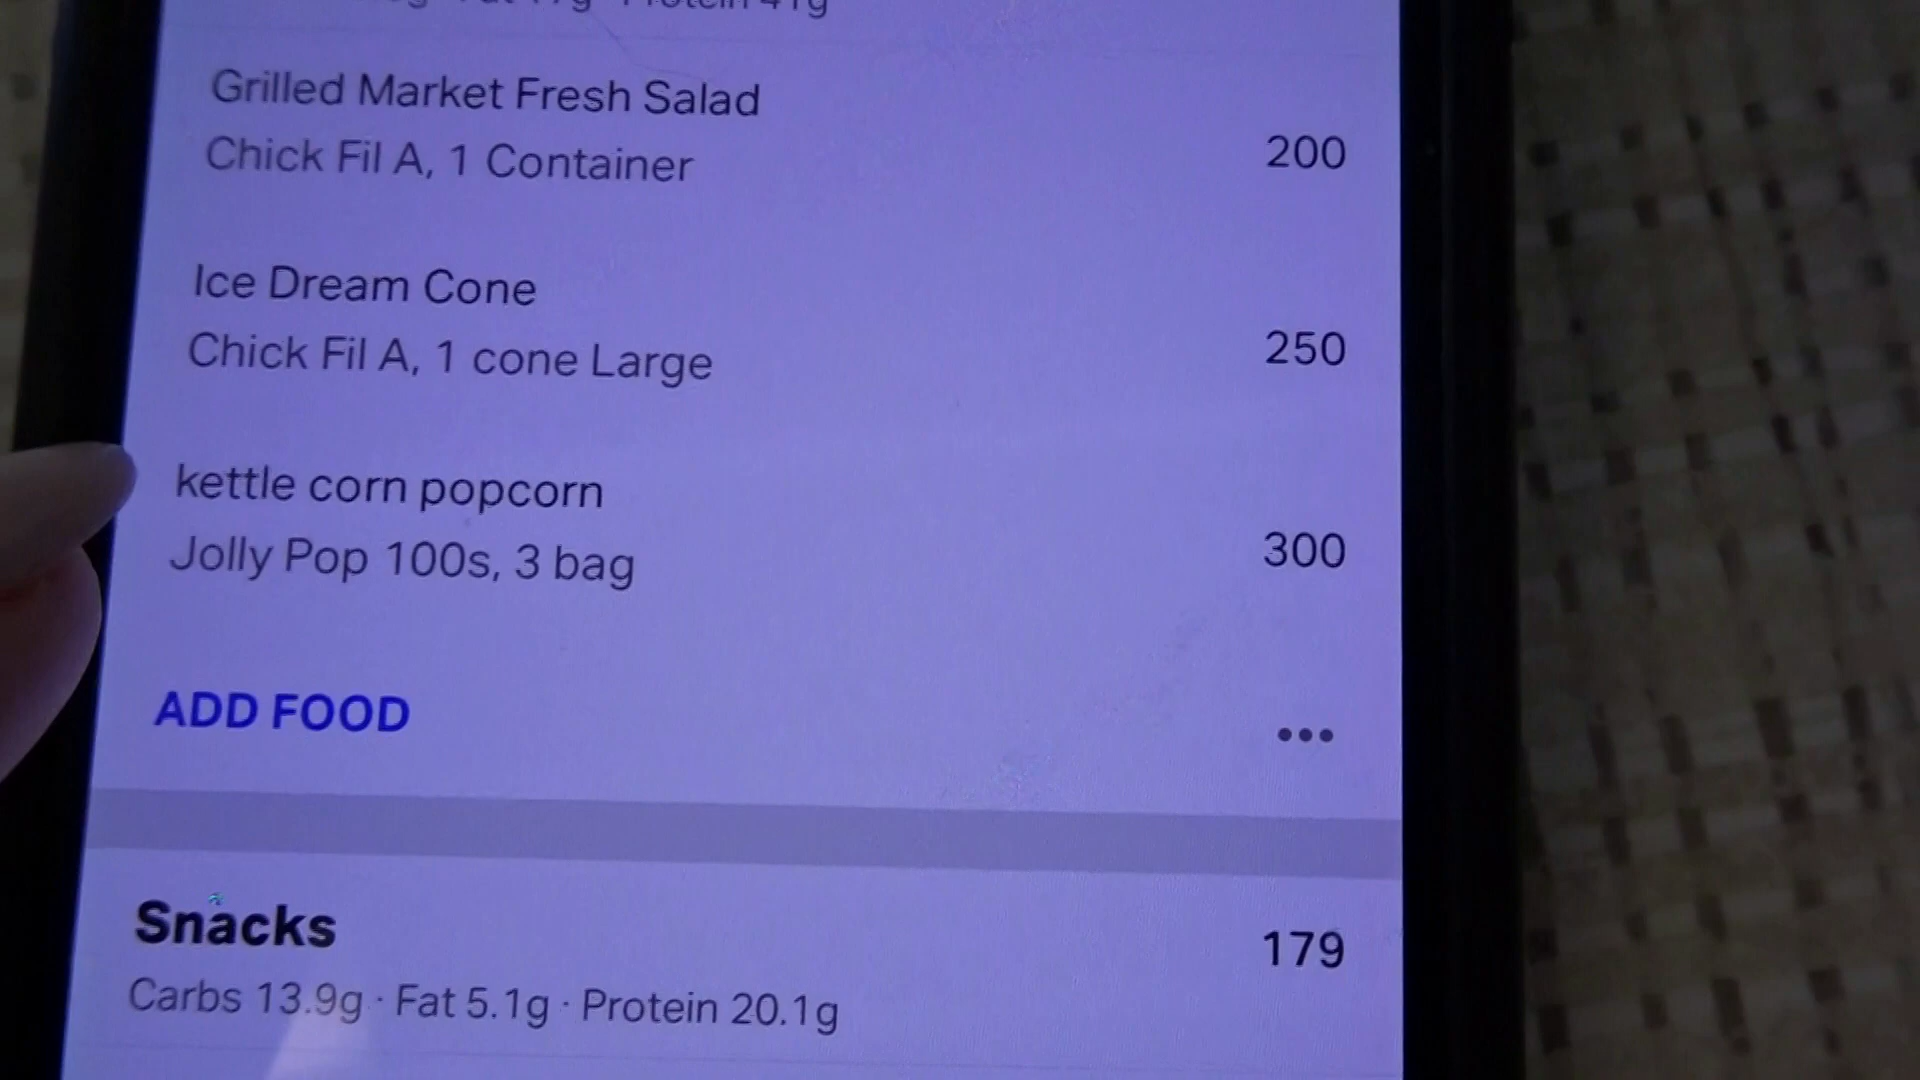 Grilled Market Fresh Salad
Chick Fil A, 1 Container
200
Ice Dream Cone
Chick Fil A, 1 cone Large
250
kettle corn popcorn
Jolly Pop 100s, 3 bag
300
ADD FOOD
Snacks
179
Carbs 13.9g · Fat 5.1g · Protein 20.1g